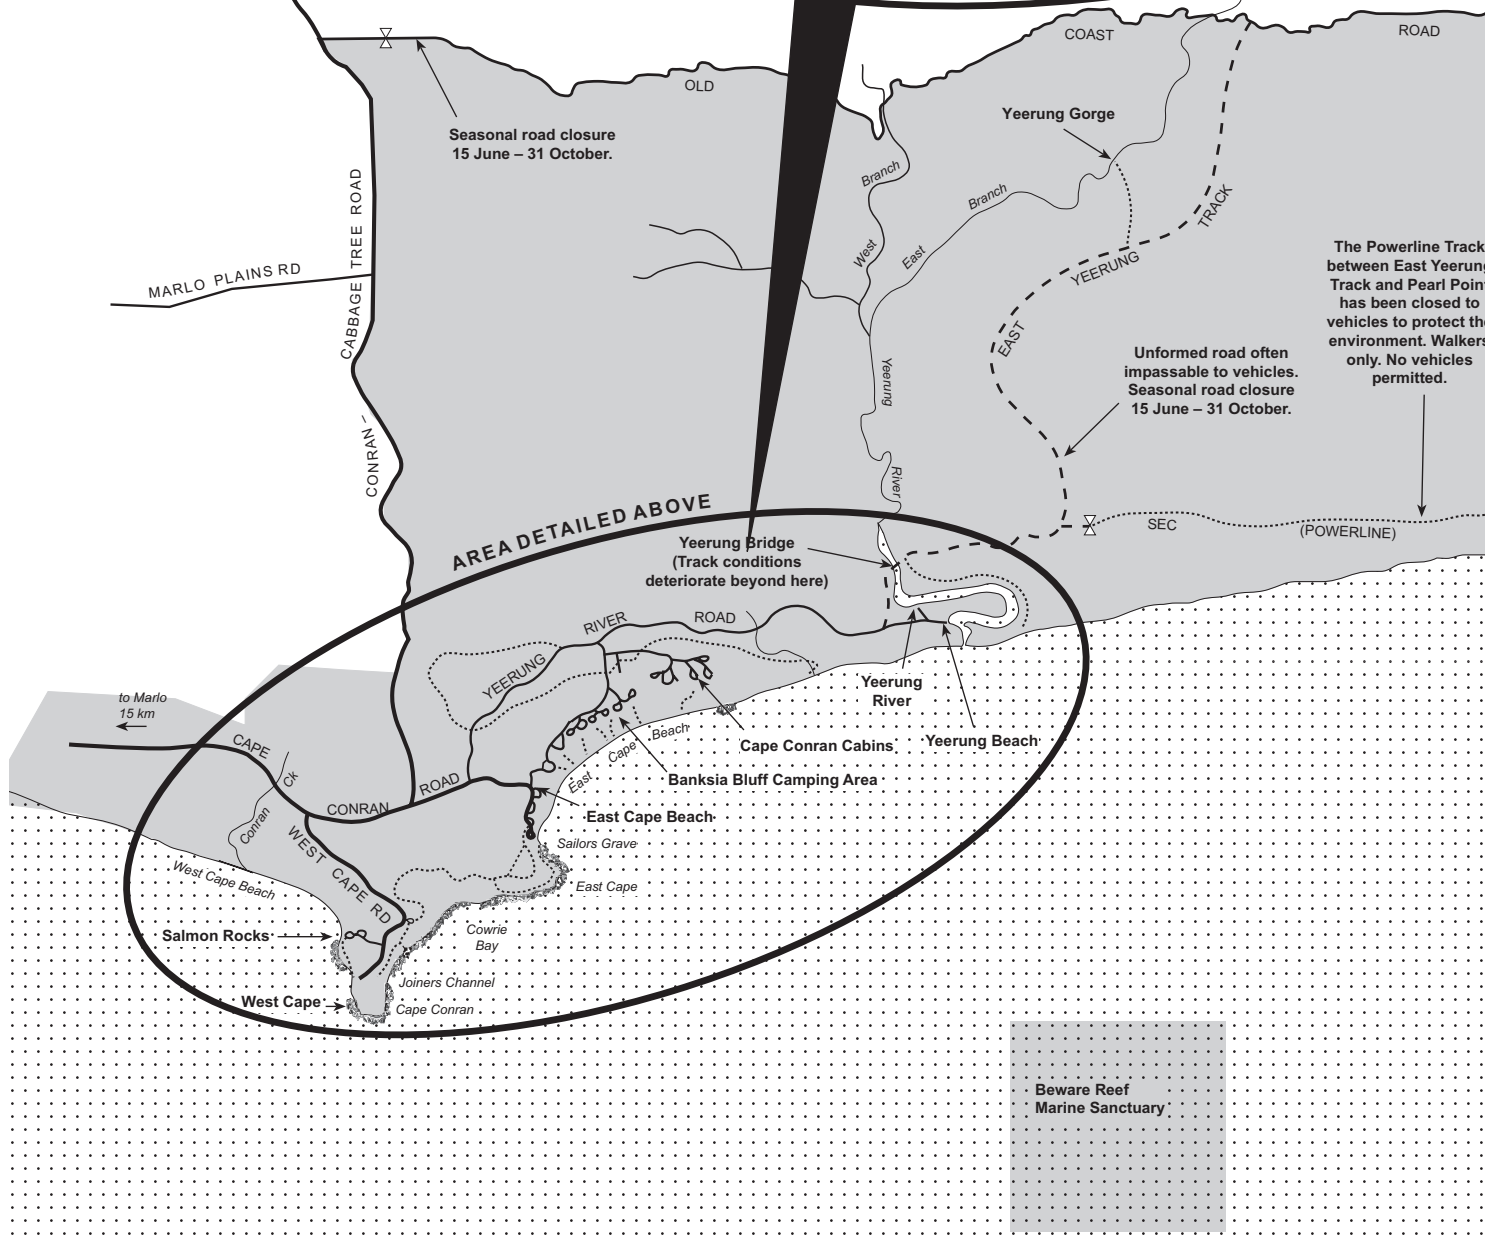 COAST
ROAD
OLD
Yeerung Gorge
Seasonal road closure
15 June – 31 October.
Branch
Branch
West
East
CABBAGE TREE ROAD
CONRAN –
MARLO PLAINS RD
TRACK
YEERUNG
EAST
The Powerline Track
between East Yeerung
Track and Pearl Point
has been closed to
vehicles to protect the
environment. Walkers
only. No vehicles
permitted.
Unformed road often
impassable to vehicles.
Seasonal road closure
15 June – 31 October.
Yeerung
River
AREA DETAILED ABOVE
SEC
(POWERLINE)
Yeerung Bridge
(Track conditions
deteriorate beyond here)
RIVER
ROAD
YEERUNG
Yeerung
River
Yeerung Beach
to Marlo
15 km
CAPE
CONRAN
ROAD
Conran
Ck
East
Cape
Beach
Cape Conran Cabins
Banksia Bluff Camping Area
East Cape Beach
Sailors Grave
East Cape
WEST CAPE RD
West Cape Beach
Salmon Rocks
Cowrie
Bay
Joiners Channel
West Cape
Cape Conran
Beware Reef
Marine Sanctuary